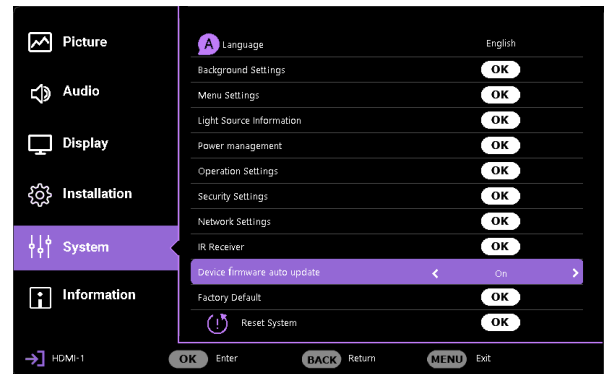 Picture
Audio
Display
Installation
System
Information
A Language English
Background Settings OK
Menu Settings OK
Light Source Information OK
Power management OK
Operation Settings OK
Security Settings OK
Network Settings OK
IR Receiver OK
Device firmware auto update On
Factory Default OK
Reset System OK
HDMI-1 OK Enter BACK Return MENU Exit